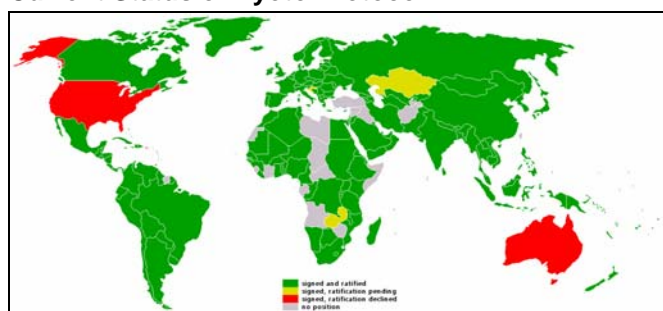 signed and ratified
signed, ratification pending
signed, ratification declined
no position